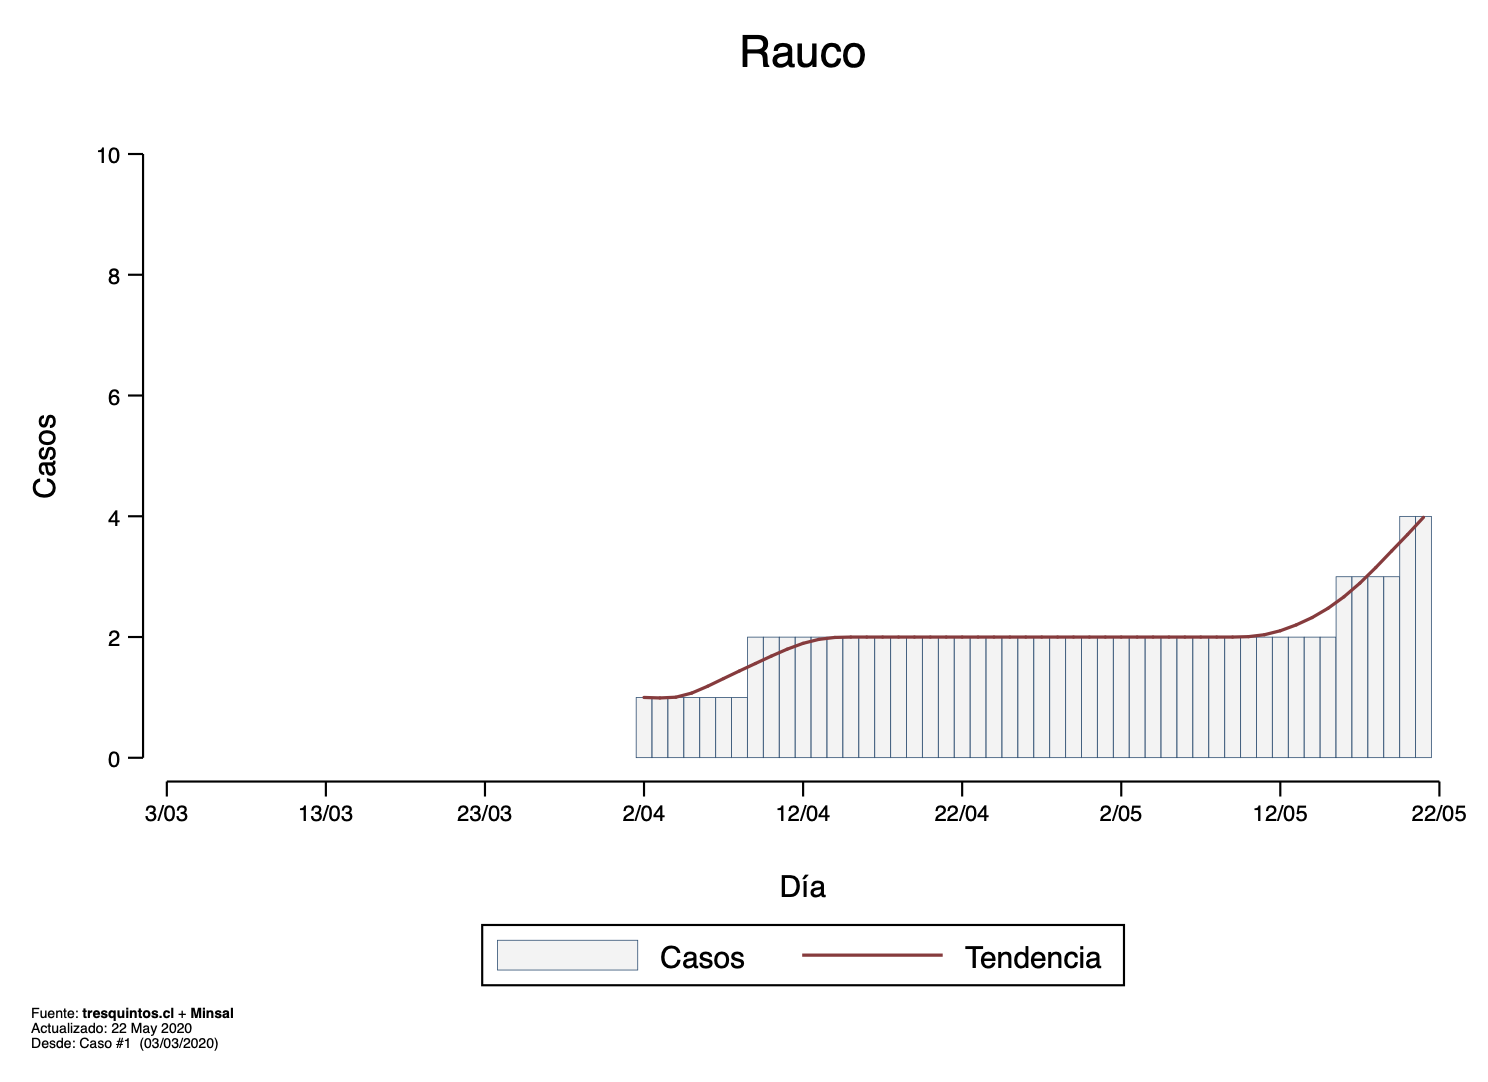 Rauco
10
8
6
4
2
0
Casos
3/03 13/03 23/03 2/04 12/04 22/04 2/05 12/05 22/05
Día
Casos Tendencia
Fuente: tresquintos.cl + Minsal
Actualizado: 22 May 2020
Desde: Caso #1 (03/03/2020)